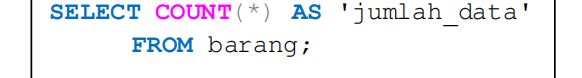 SELECT COUNT(*) AS 'jumlah_data'
FROM barang;